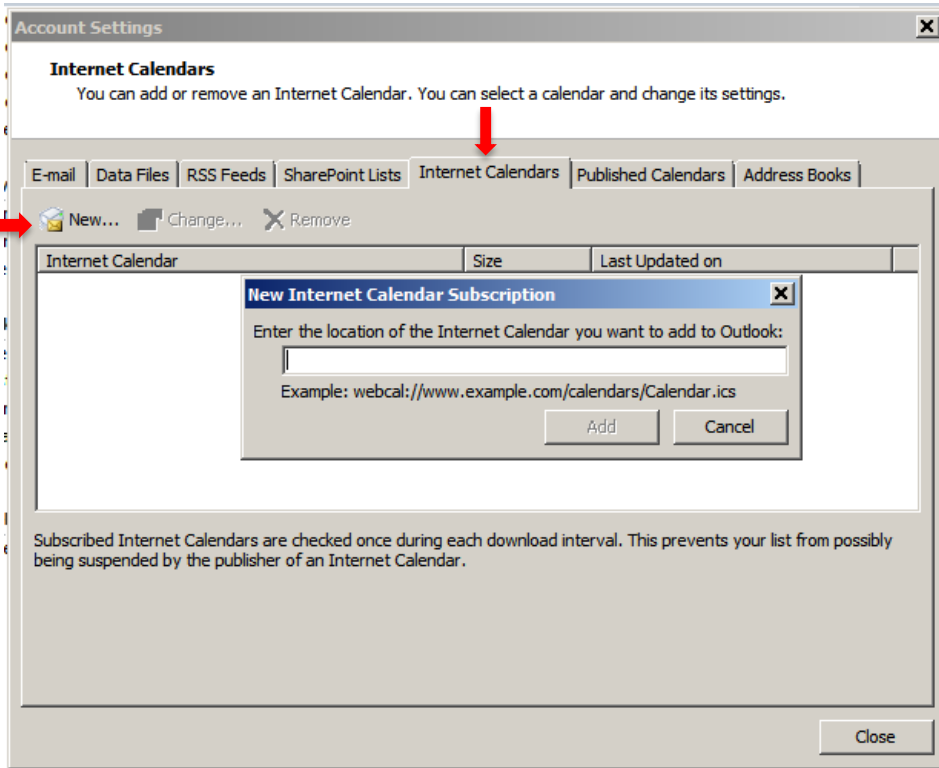 Account Settings
Internet Calendars
You can add or remove an Internet Calendar. You can select a calendar and change its settings.
E-mail Data Files RSS Feeds SharePoint Lists Internet Calendars Published Calendars Address Books
New... Change... Remove
Internet Calendar Size Last Updated on
New Internet Calendar Subscription
Enter the location of the Internet Calendar you want to add to Outlook:
Example: webcal://www.example.com/calendars/Calendar.ics
Add Cancel
Subscribed Internet Calendars are checked once during each download interval. This prevents your list from possibly
being suspended by the publisher of an Internet Calendar.
Close